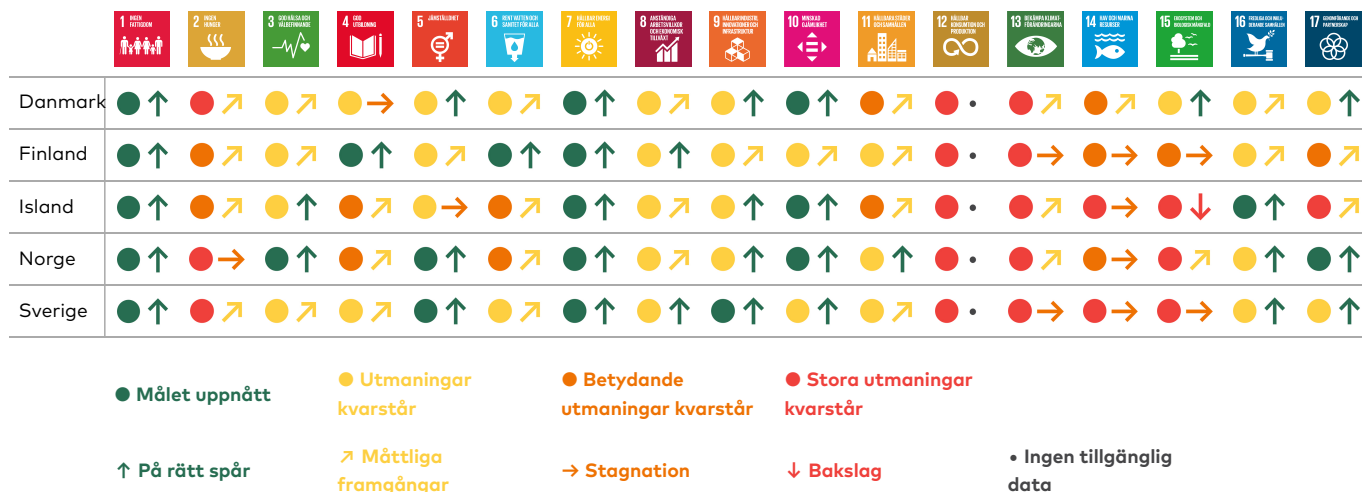 1 INGEN FATTIGDOM
2 INGEN HUNGER
3 GOD HÄLSA OCH VÄLBEFINNANDE
4 GOD UTBILDNING
5 JÄMSTÄLLDHET
6 RENT VATTEN OCH SANITET FÖR ALLA
7 HÅLLBAR ENERGI FÖR ALLA
8 ANSTÄNDIGA ARBETSVILLKOR OCH EKONOMISK TILLVÄXT
9 HÅLLBAR INDUSTRI, INNOVATIONER OCH INFRASTRUKTUR
10 MINSKAD OJÄMLIKHET
11 HÅLLBARA STÄDER OCH SAMHÄLLEN
12 HÅLLBAR KONSUMTION OCH PRODUKTION
13 BEKÄMPA KLIMATFÖRÄNDRINGARNA
14 HAV OCH MARINA RESURSER
15 EKOSYSTEM OCH BIOLOGISK MÅNGFALD
16 FREDLIGA OCH INKLUDERANDE SAMHÄLLEN
17 GENOMFÖRANDE OCH PARTNERSKAP
Danmark
Finland
Island
Norge
Sverige
Målet uppnått
Utmaningar
kvarstår
Betydande
utmaningar kvarstår
Stora utmaningar
kvarstår
↑ På rätt spår
↗ Måttliga
framgångar
→ Stagnation
↓ Bakslag
• Ingen tillgänglig
data